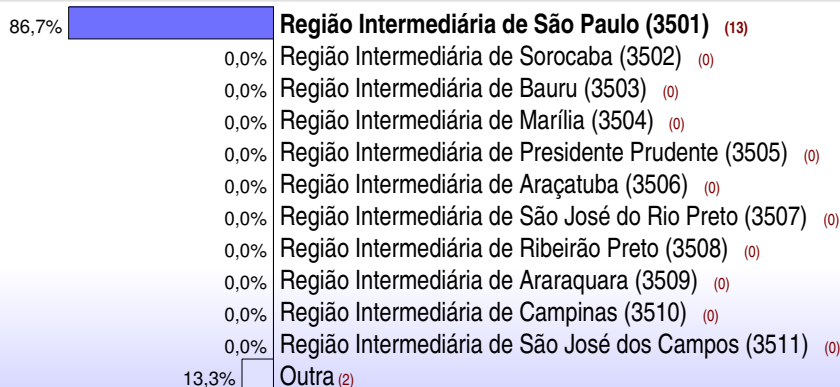 86,7% Região Intermediária de São Paulo (3501) (13)
0,0% Região Intermediária de Sorocaba (3502) (0)
0,0% Região Intermediária de Bauru (3503) (0)
0,0% Região Intermediária de Marília (3504) (0)
0,0% Região Intermediária de Presidente Prudente (3505) (0)
0,0% Região Intermediária de Araçatuba (3506) (0)
0,0% Região Intermediária de São José do Rio Preto (3507) (0)
0,0% Região Intermediária de Ribeirão Preto (3508) (0)
0,0% Região Intermediária de Araraquara (3509) (0)
0,0% Região Intermediária de Campinas (3510) (0)
0,0% Região Intermediária de São José dos Campos (3511) (0)
13,3% Outra (2)